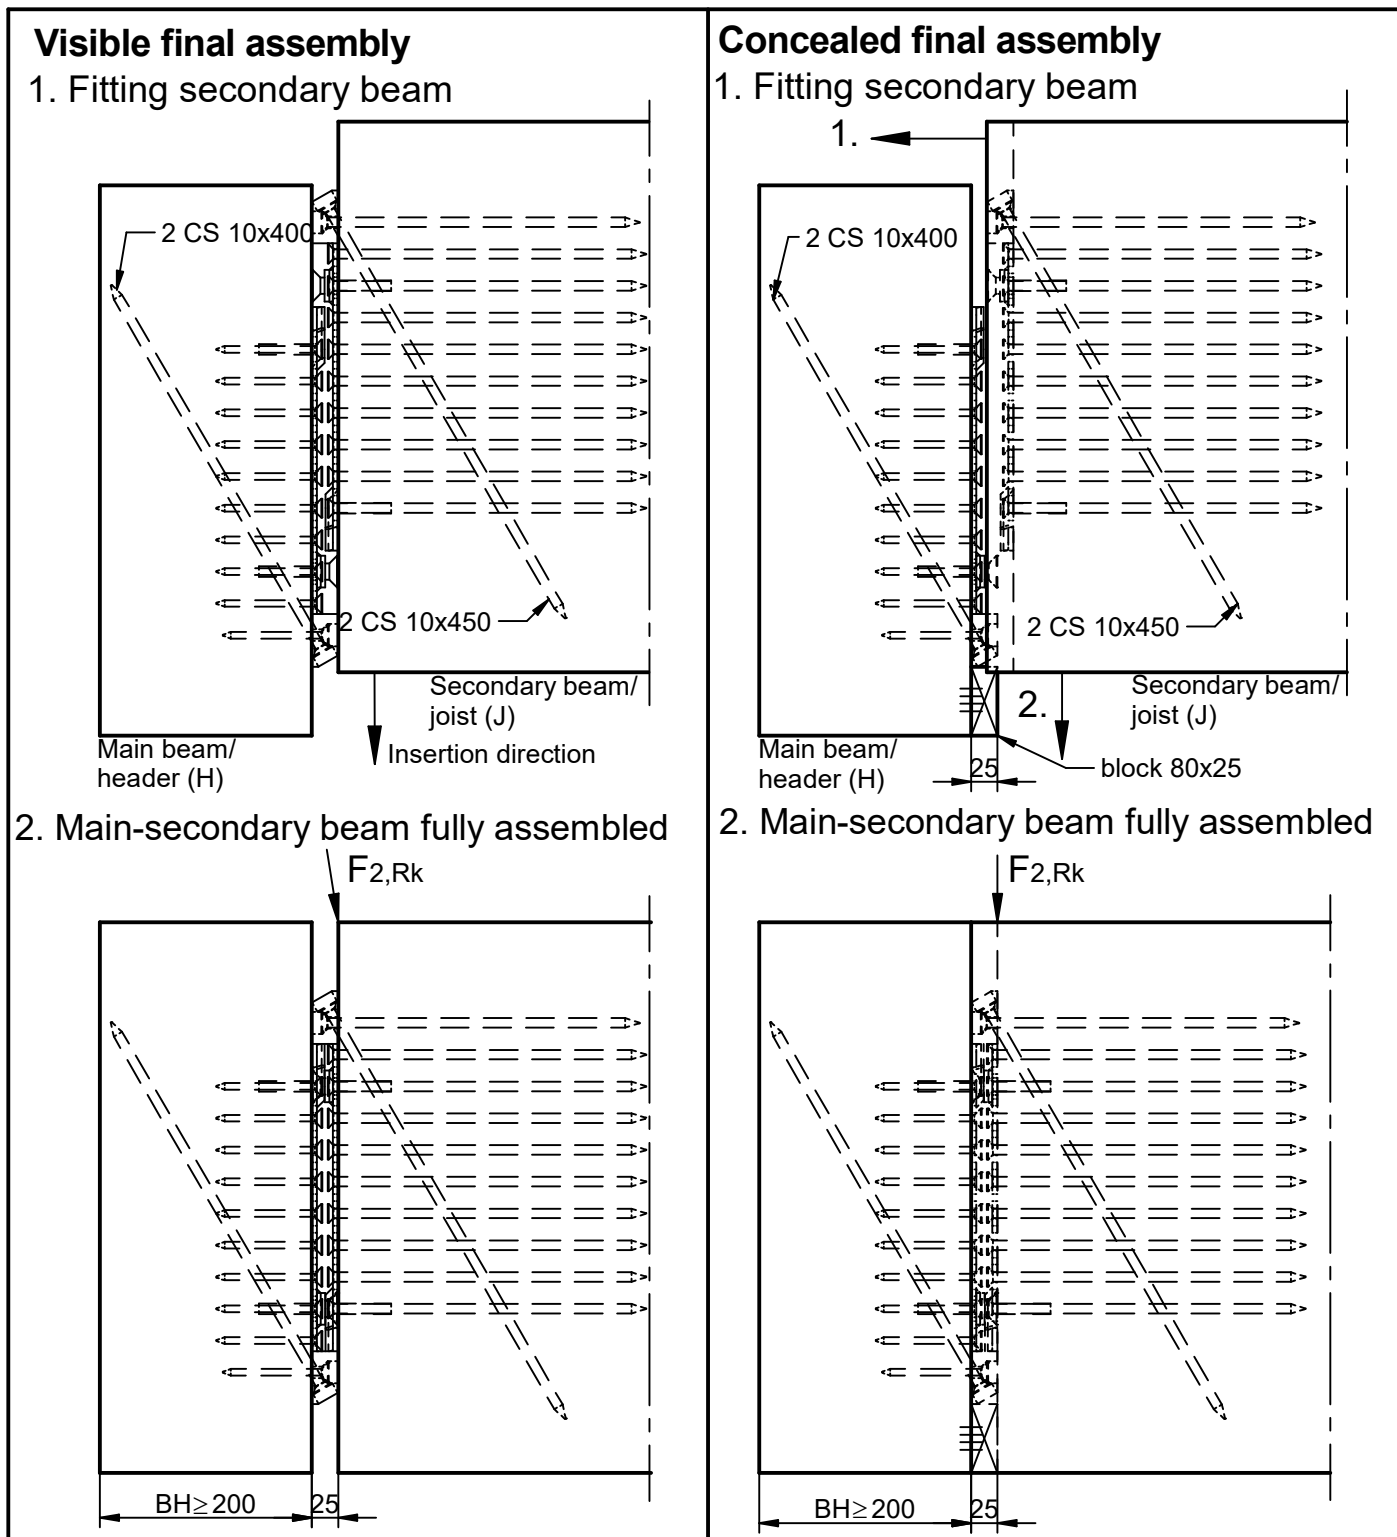 Visible final assembly
1. Fitting secondary beam
2 CS 10x400
2 CS 10x450
Secondary beam/
joist (J)
Main beam/
header (H)
Insertion direction
2. Main-secondary beam fully assembled
F2,Rk
BH≥200
25
Concealed final assembly
1. Fitting secondary beam
1.
2 CS 10x400
2 CS 10x450
2.
Secondary beam/
joist (J)
Main beam/
header (H)
25
block 80x25
2. Main-secondary beam fully assembled
F2,Rk
BH≥200
25